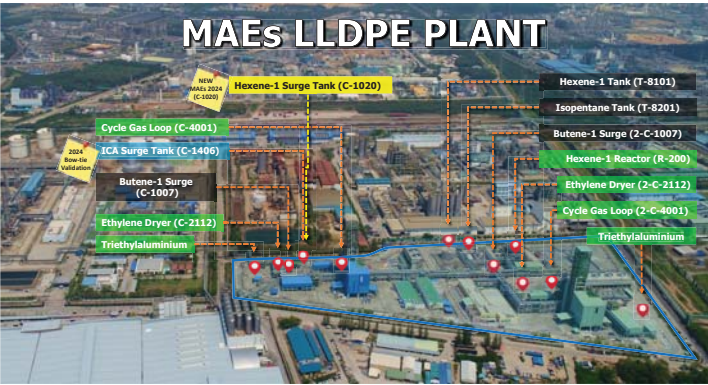 MAEs LLDPE PLANT
NEW
MAEs 2024
(C-1020)
Hexene-1 Surge Tank (C-1020)
Cycle Gas Loop (C-4001)
2024
Bow-tie
Validation
ICA Surge Tank (C-1406)
Butene-1 Surge
(C-1007)
Ethylene Dryer (C-2112)
Triethylaluminium
Hexene-1 Tank (T-8101)
Isopentane Tank (T-8201)
Butene-1 Surge (2-C-1007)
Hexene-1 Reactor (R-200)
Ethylene Dryer (2-C-2112)
Cycle Gas Loop (2-C-4001)
Triethylaluminium